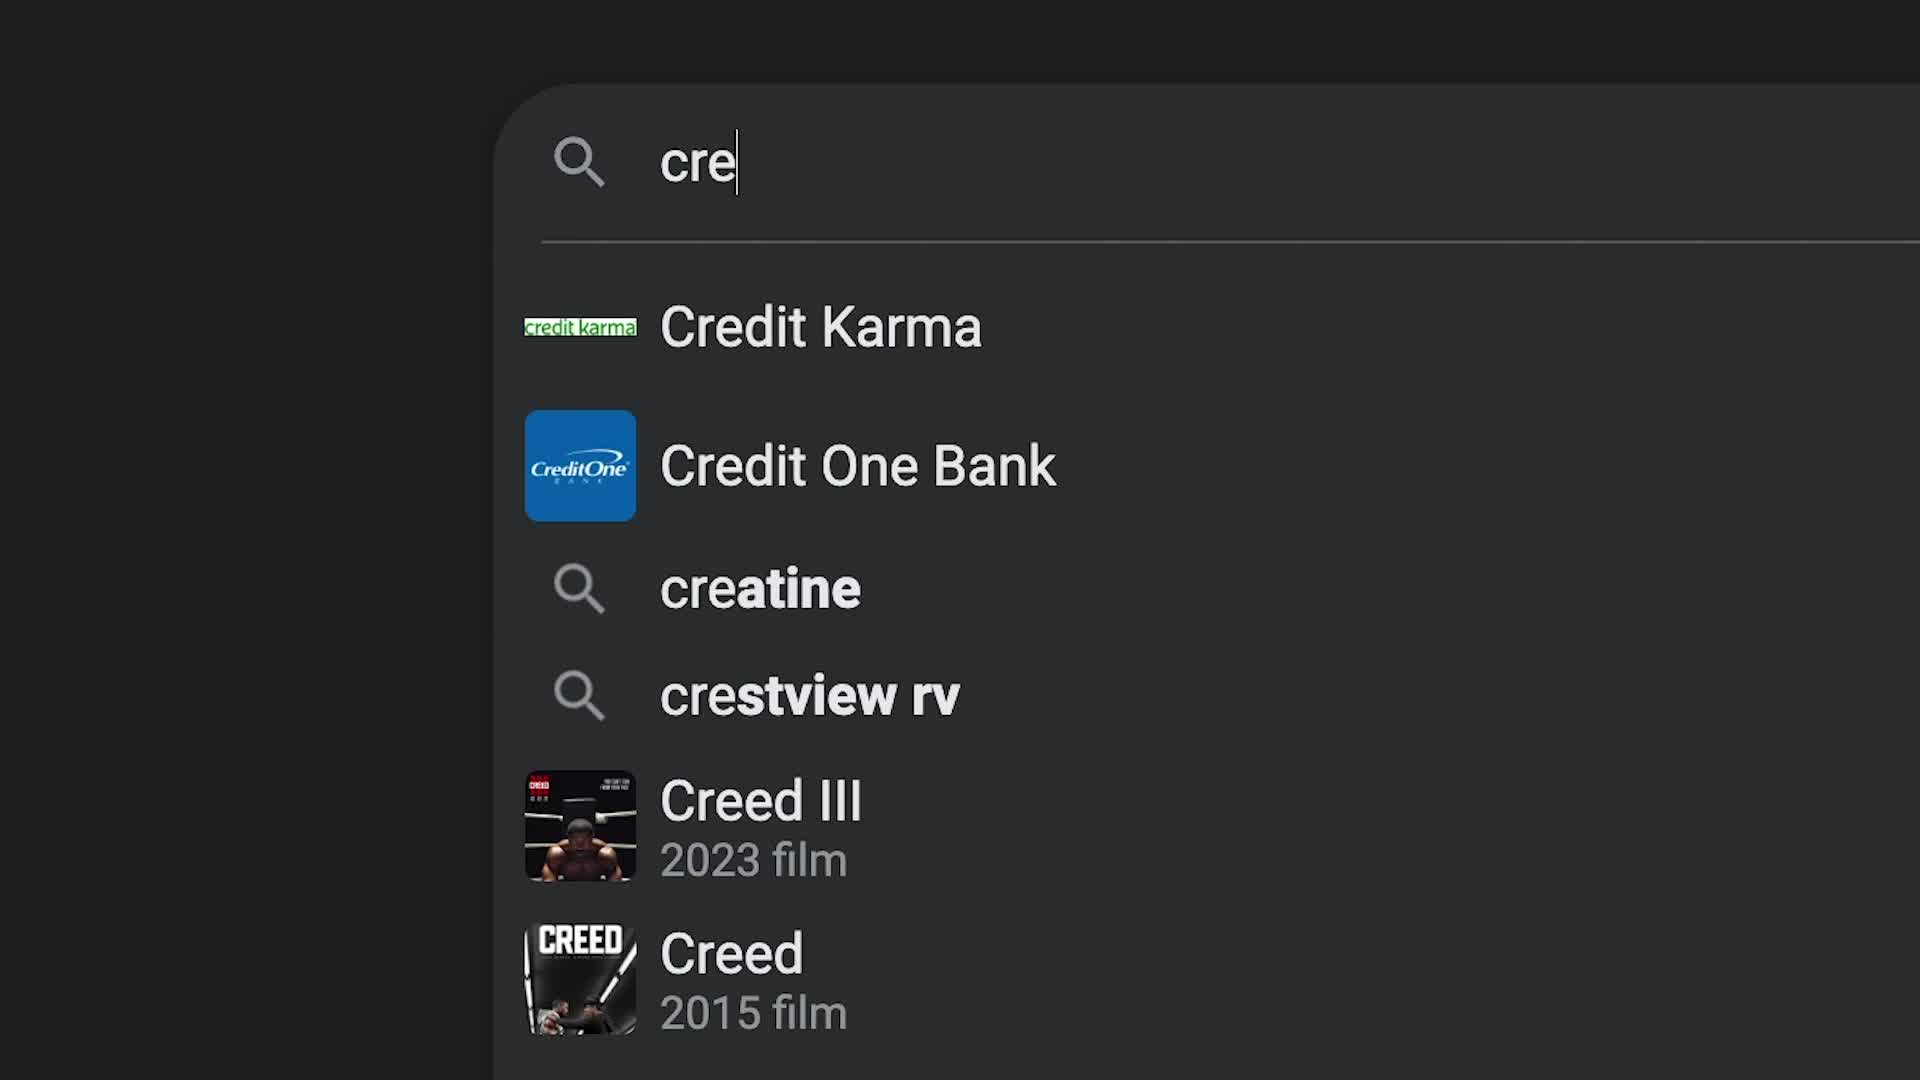 cre
credit karma
Credit Karma
CreditOne
BANK
Credit One Bank
creatine
crestview rv
CREED
Creed III
2023 film
CREED
Creed
2015 film